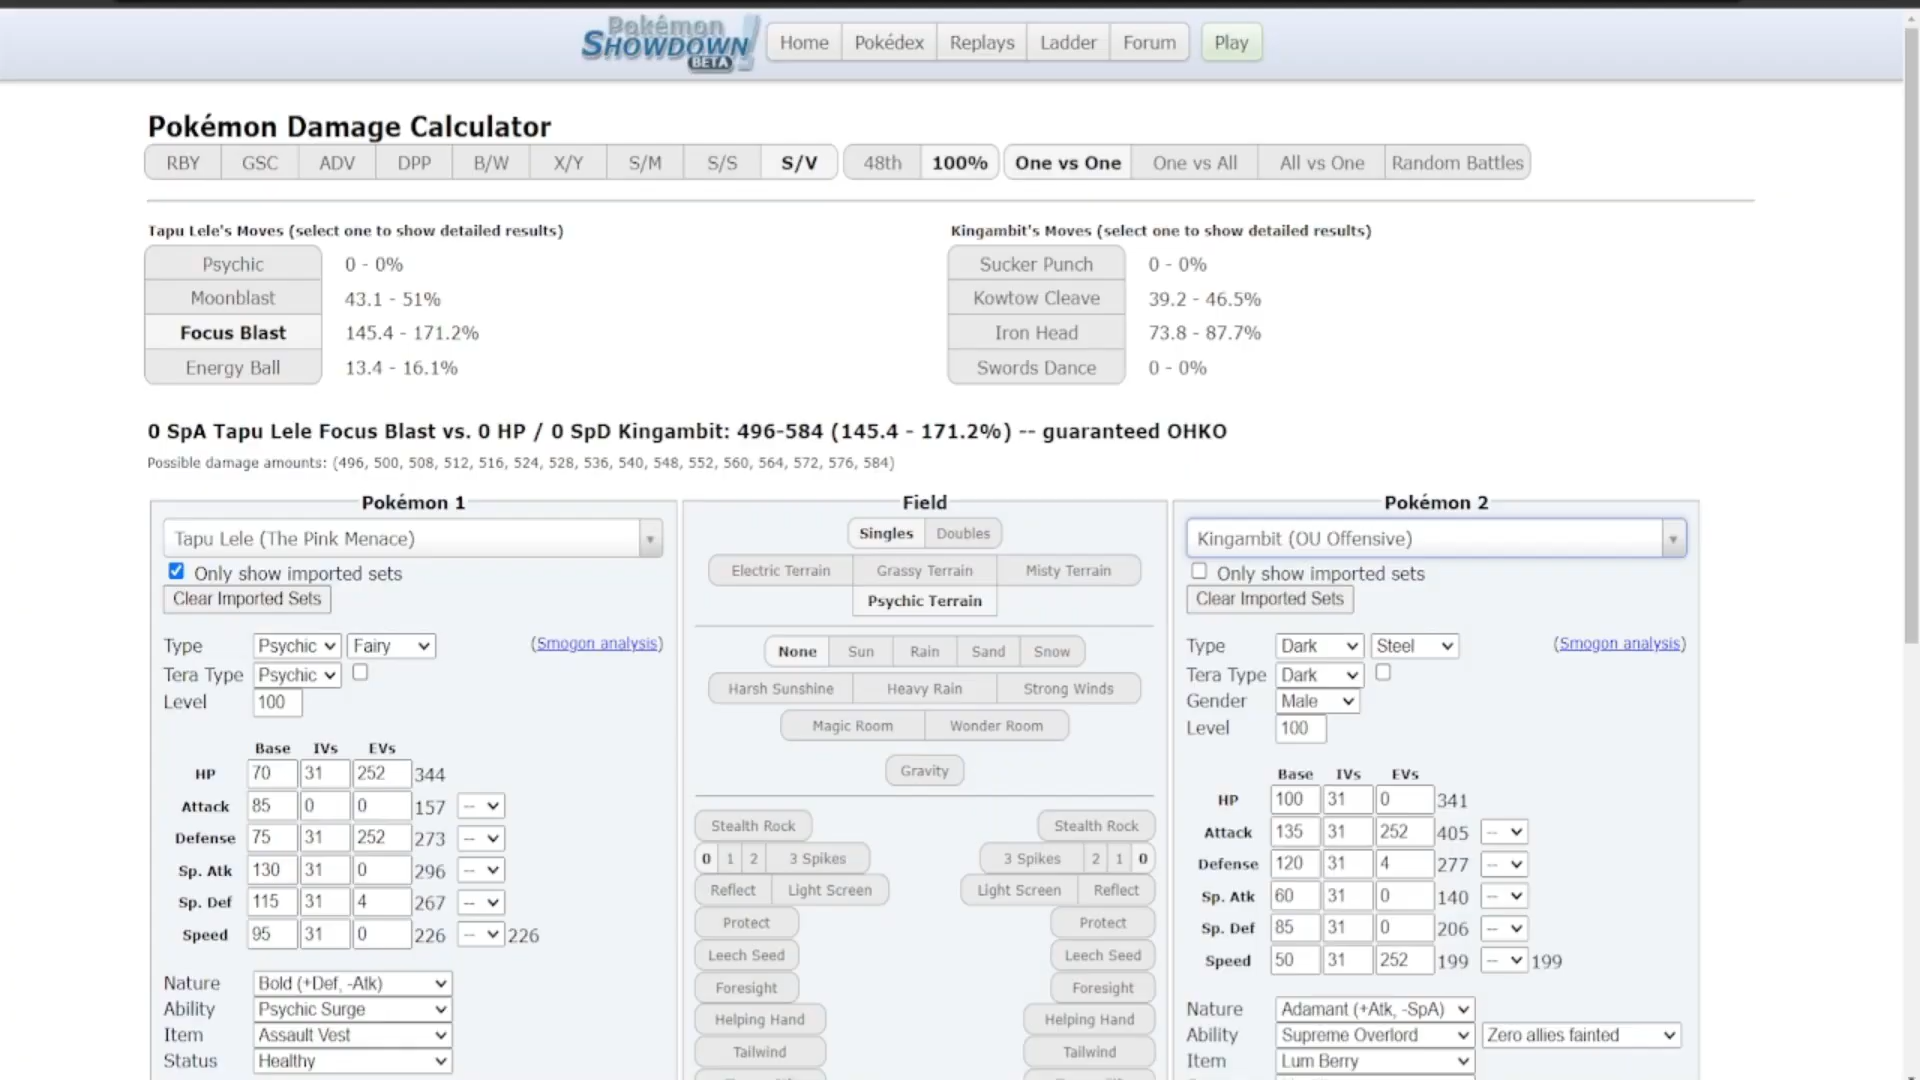 Pokémon
SHOWDOWN!
BETA
Home Pokédex Replays Ladder Forum Play
Pokémon Damage Calculator
RBY GSC ADV DPP B/W X/Y S/M S/S S/V 48th 100% One vs One One vs All All vs One Random Battles
Tapu Lele's Moves (select one to show detailed results)
Psychic 0 - 0%
Moonblast 43.1 - 51%
Focus Blast 145.4 - 171.2%
Energy Ball 13.4 - 16.1%
Kingambit's Moves (select one to show detailed results)
Sucker Punch 0 - 0%
Kowtow Cleave 39.2 - 46.5%
Iron Head 73.8 - 87.7%
Swords Dance 0 - 0%
0 SpA Tapu Lele Focus Blast vs. 0 HP / 0 SpD Kingambit: 496-584 (145.4 - 171.2%) -- guaranteed OHKO
Possible damage amounts: (496, 500, 508, 512, 516, 524, 528, 536, 540, 548, 552, 560, 564, 572, 576, 584)
Pokémon 1
Tapu Lele (The Pink Menace)
Only show imported sets
Clear Imported Sets
Type Psychic Fairy (Smogon analysis)
Tera Type Psychic
Level 100
Base IVs EVs
HP 70 31 252 344
Attack 85 0 0 157 --
Defense 75 31 252 273 --
Sp. Atk 130 31 0 296 --
Sp. Def 115 31 4 267 --
Speed 95 31 0 226 -- 226
Nature Bold (+Def, -Atk)
Ability Psychic Surge
Item Assault Vest
Status Healthy
Field
Singles Doubles
Electric Terrain Grassy Terrain Misty Terrain
Psychic Terrain
None Sun Rain Sand Snow
Harsh Sunshine Heavy Rain Strong Winds
Magic Room Wonder Room
Gravity
Stealth Rock Stealth Rock
0 1 2 3 Spikes 3 Spikes 2 1 0
Reflect Light Screen Light Screen Reflect
Protect Protect
Leech Seed Leech Seed
Foresight Foresight
Helping Hand Helping Hand
Tailwind Tailwind
Pokémon 2
Kingambit (OU Offensive)
Only show imported sets
Clear Imported Sets
Type Dark Steel (Smogon analysis)
Tera Type Dark
Gender Male
Level 100
Base IVs EVs
HP 100 31 0 341
Attack 135 31 252 405 --
Defense 120 31 4 277 --
Sp. Atk 60 31 0 140 --
Sp. Def 85 31 0 206 --
Speed 50 31 252 199 -- 199
Nature Adamant (+Atk, -SpA)
Ability Supreme Overlord Zero allies fainted
Item Lum Berry